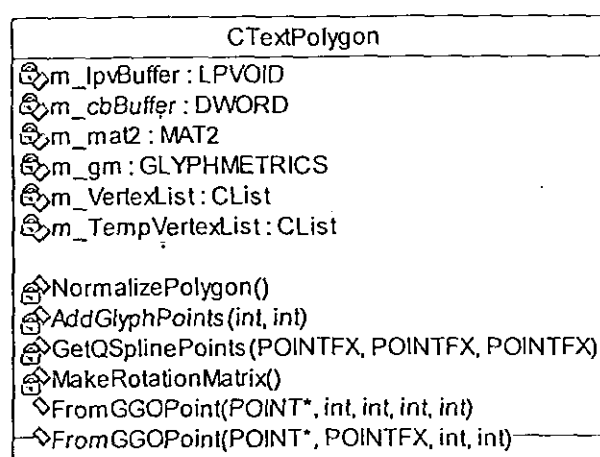 CTextPolygon
m_lpvBuffer : LPVOID
m_cbBuffer : DWORD
m_mat2 : MAT2
m_gm : GLYPHMETRICS
m_VertexList : CList
m_TempVertexList : CList
NormalizePolygon()
AddGlyphPoints(int, int)
GetQSplinePoints(POINTFX, POINTFX, POINTFX)
MakeRotationMatrix()
FromGGOPoint(POINT*, int, int, int, int)
FromGGOPoint(POINT*, POINTFX, int, int)